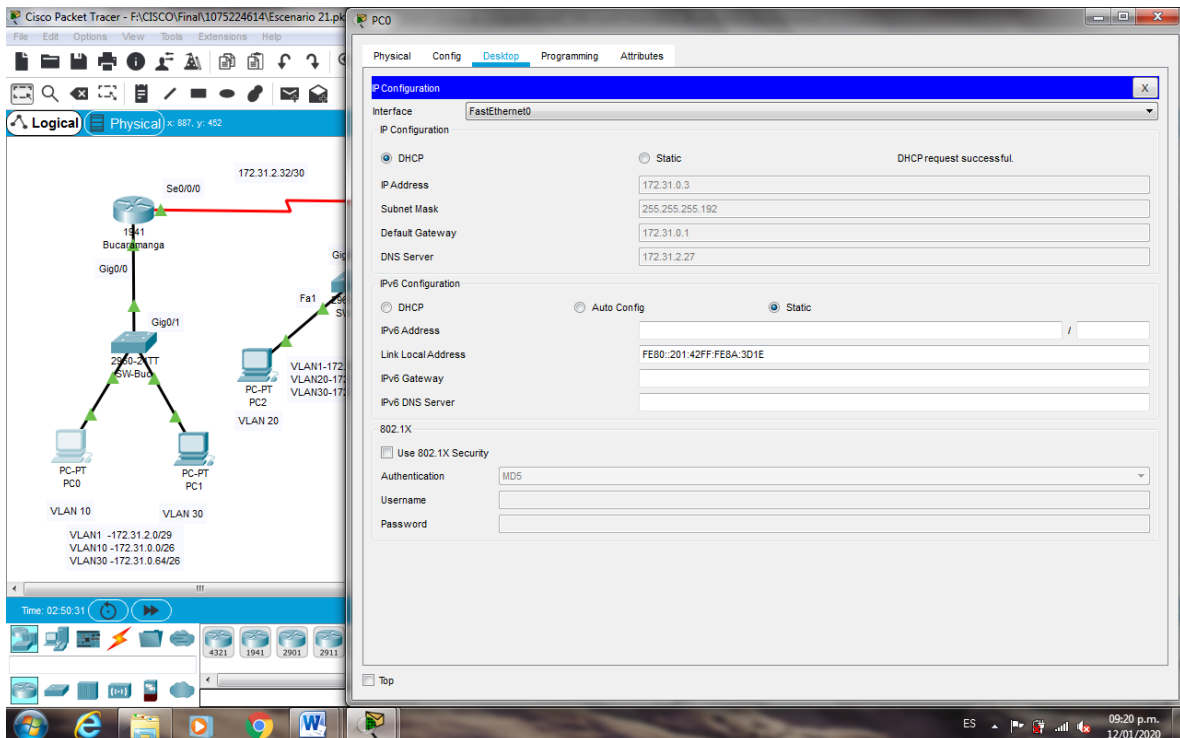 Cisco Packet Tracer - F:\CISCO\Final\1075224614\Escenario 21.pk
File Edit Options View Tools Extensions Help
Logical
Physical x: 887, y: 452
172.31.2.32/30
Se0/0/0
1941
Bucaramanga
Gig0/0
Gig
Fa1
Gig0/1
2960-24TT
SW-Buc
VLAN1-172.
VLAN20-172
VLAN30-172
PC-PT
PC2
VLAN 20
PC-PT
PC0
PC-PT
PC1
VLAN 10
VLAN 30
VLAN1 -172.31.2.0/29
VLAN10 -172.31.0.0/26
VLAN30 -172.31.0.64/26
Time: 02:50:31
4321 1941 2901 2911
PC0
Physical Config Desktop Programming Attributes
IP Configuration X
Interface FastEthernet0
IP Configuration
DHCP Static DHCP request successful.
IP Address 172.31.0.3
Subnet Mask 255.255.255.192
Default Gateway 172.31.0.1
DNS Server 172.31.2.27
IPv6 Configuration
DHCP Auto Config Static
IPv6 Address /
Link Local Address FE80::201:42FF:FE8A:3D1E
IPv6 Gateway
IPv6 DNS Server
802.1X
Use 802.1X Security
Authentication MD5
Username
Password
Top
ES 09:20 p.m.
12/01/2020